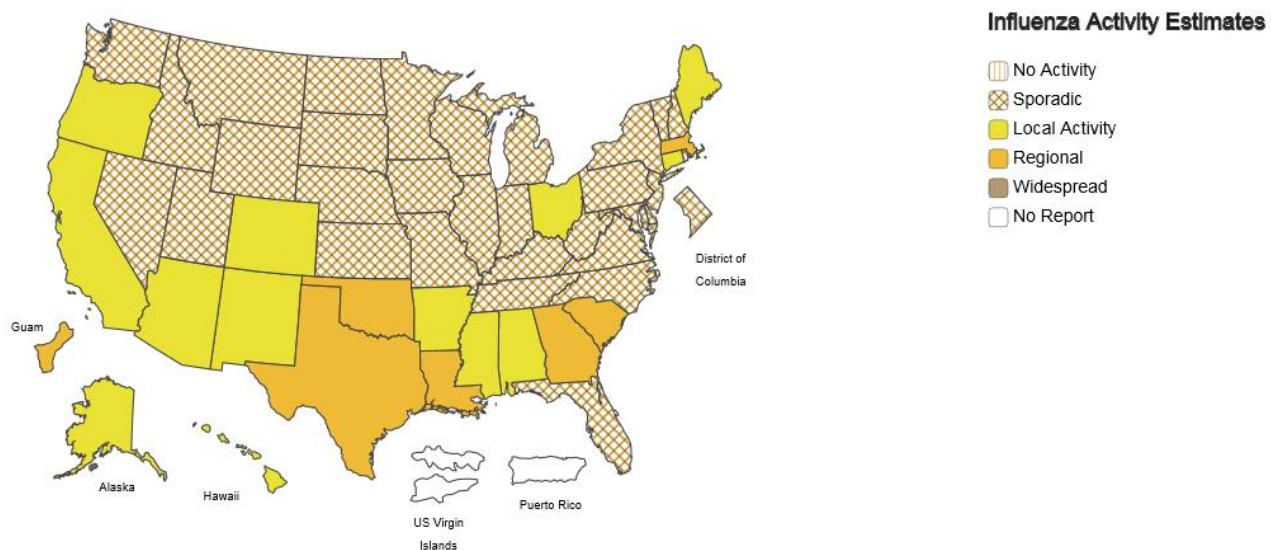 Influenza Activity Estimates
No Activity
Sporadic
Local Activity
Regional
Widespread
No Report
District of
Columbia
Guam
Alaska
Hawaii
US Virgin
Islands
Puerto Rico